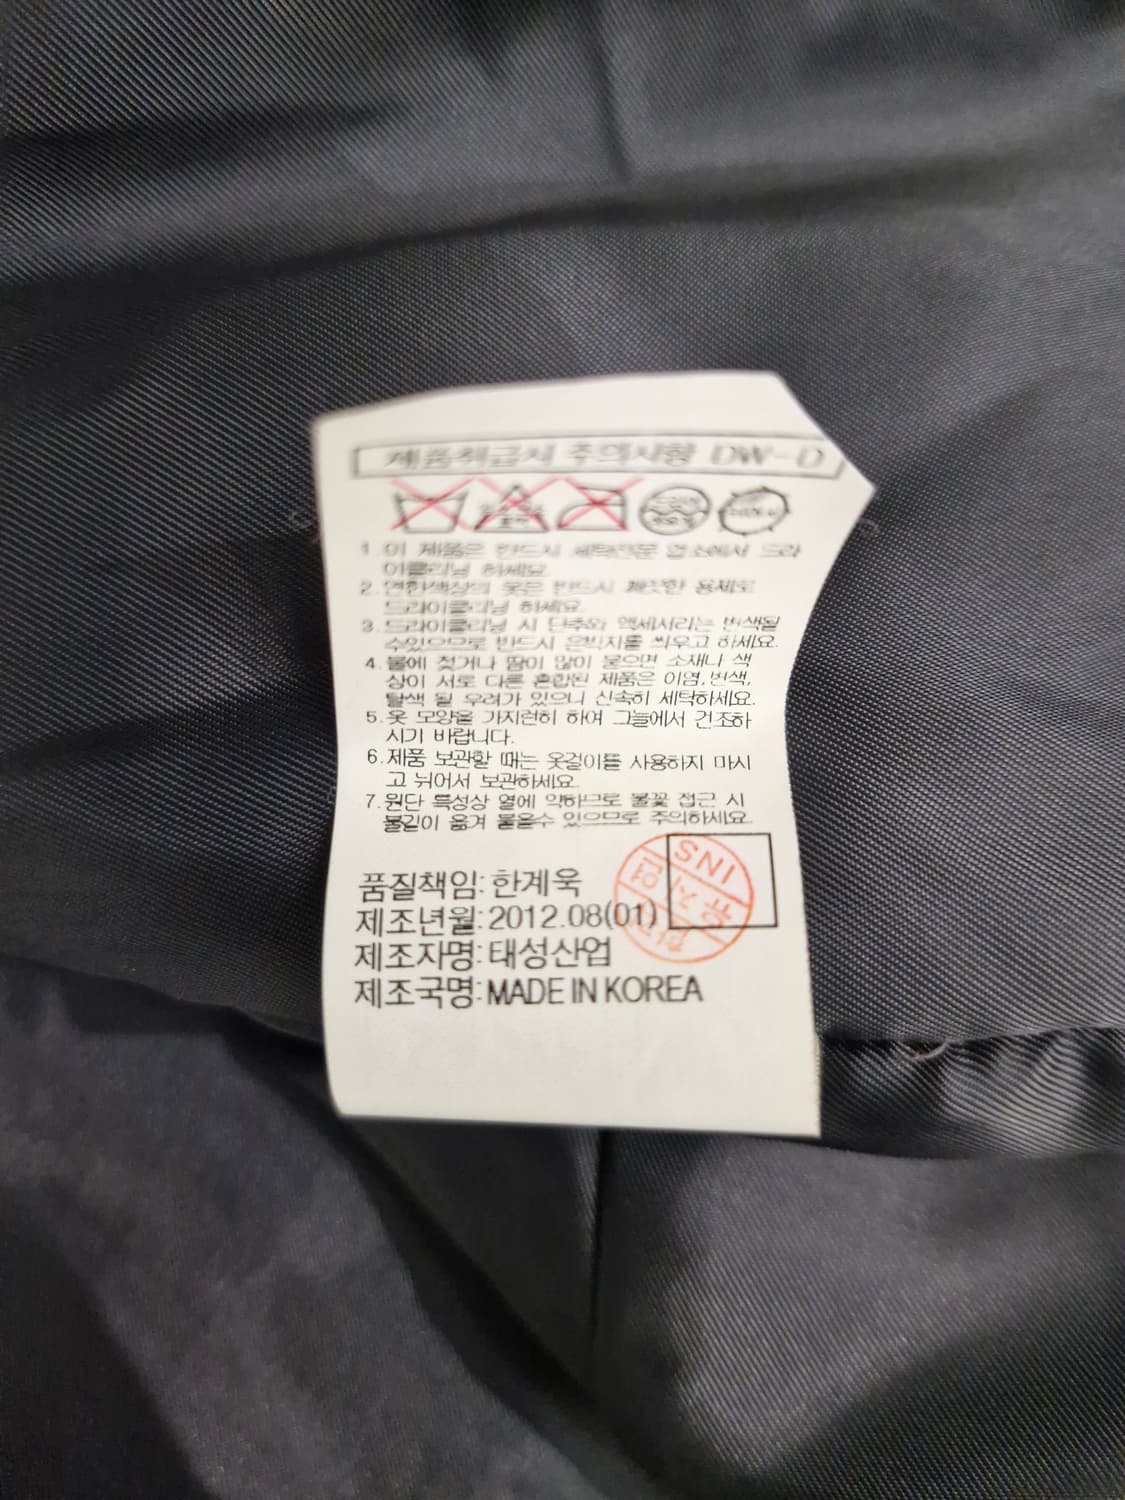 제품취급시 주의사항 DW-D
1. 이 제품은 반드시 세탁전문 업소에서 드라
이클리닝 하세요.
2. 연한색상의 옷은 반드시 깨끗한 용제로
드라이클리닝 하세요.
3. 드라이클리닝 시 단추와 액세서리는 변색될
수있으므로 반드시 은박지를 씌우고 하세요.
4. 물에 젖거나 땀이 많이 묻으면 소재나 색
상이 서로 다른 혼합된 제품은 이염,변색,
탈색 될 우려가 있으니 신속히 세탁하세요.
5. 옷 모양을 가지런히 하여 그늘에서 건조하
시기 바랍니다.
6. 제품 보관할 때는 옷걸이를 사용하지 마시
고 뉘어서 보관하세요.
7. 원단 특성상 열에 약하므로 불꽃 접근 시
불길이 옮겨 붙을수 있으므로 주의하세요.
품질책임: 한계욱
제조년월: 2012.08(01)
제조자명: 태성산업
제조국명: MADE IN KOREA
INS